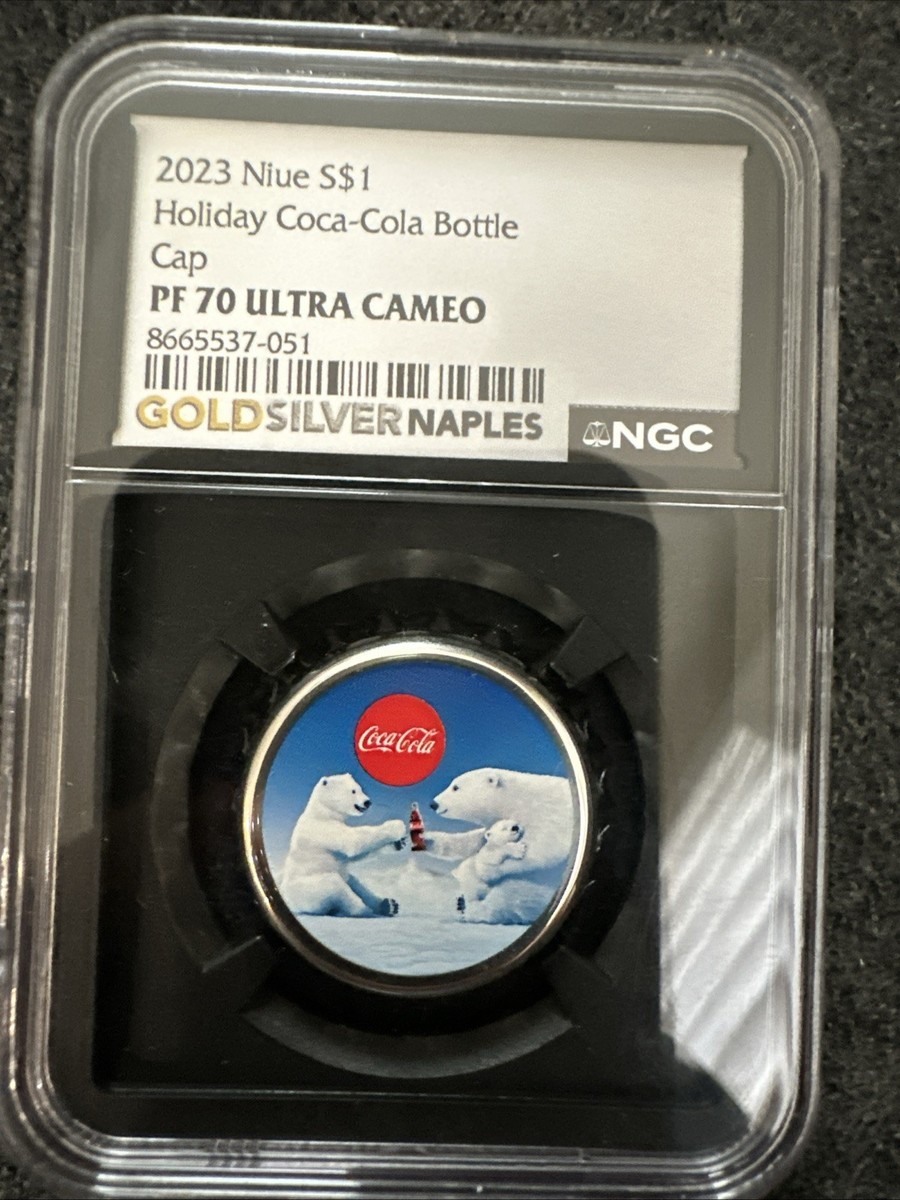 2023 Niue S$1
Holiday Coca-Cola Bottle
Cap
PF 70 ULTRA CAMEO
8665537-051
GOLDSILVERNAPLES
NGC
Coca-Cola